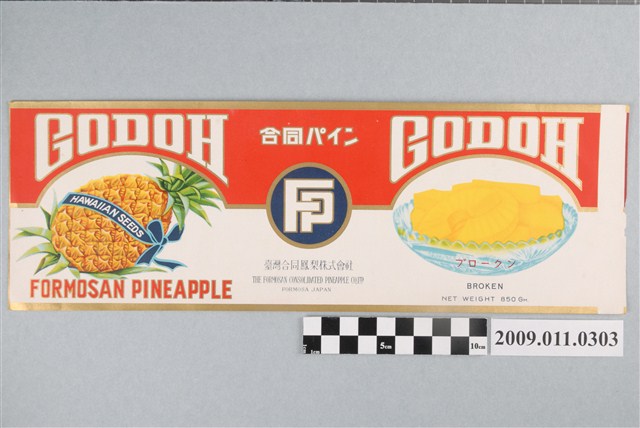 GODOH
HAWAIIAN SEEDS
FORMOSAN PINEAPPLE
合同パイン
FP
臺灣合同鳳梨株式會社
THE FORMOSAN CONSOLIDATED PINEAPPLE Co LTD
FORMOSA JAPAN
GODOH
ブロークン
BROKEN
NET WEIGHT 850 Gm
1cm
5cm
10cm
2009.011.0303